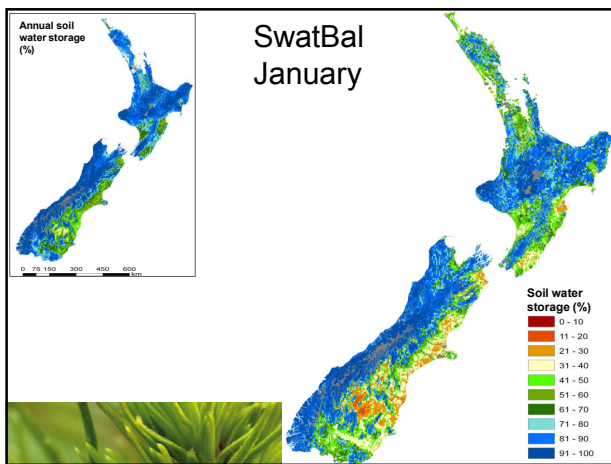 Annual soil
water storage
(%)
SwatBal
January
0 75 150 300 450 600
km
Soil water
storage (%)
0 - 10
11 - 20
21 - 30
31 - 40
41 - 50
51 - 60
61 - 70
71 - 80
81 - 90
91 - 100